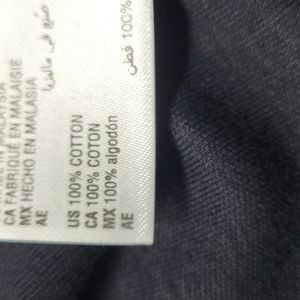 CA FABRIQUÉ EN MALAISIE
MX HECHO EN MALASIA
AE صنع في ماليزيا
US 100% COTTON
CA 100% COTON
MX 100% algodón
AE 100% قطن